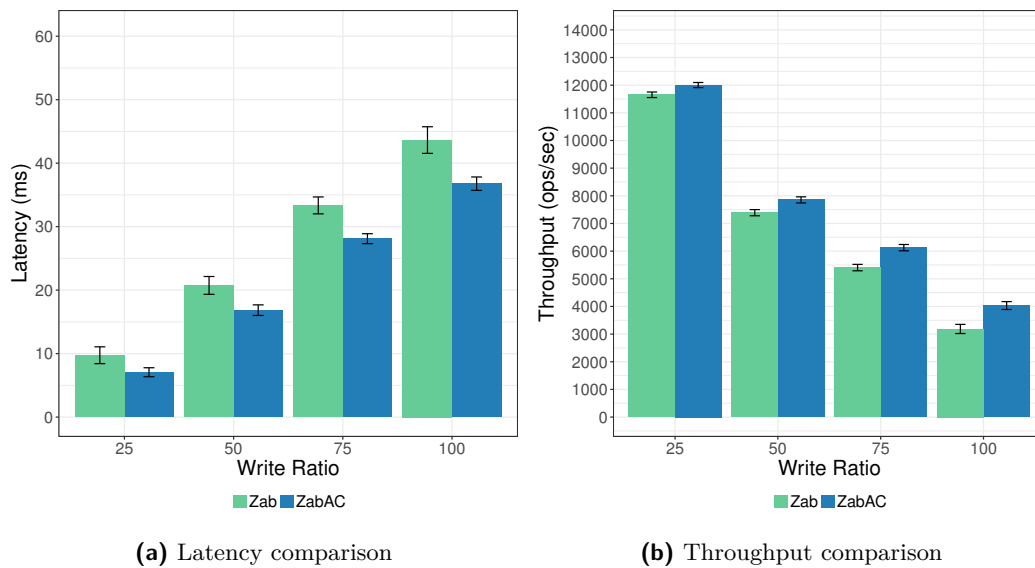 60
50
40
30
20
10
0
Latency (ms)
25 50 75 100
Write Ratio
Zab ZabAC
(a) Latency comparison
14000
13000
12000
11000
10000
9000
8000
7000
6000
5000
4000
3000
2000
1000
0
Throughput (ops/sec)
25 50 75 100
Write Ratio
Zab ZabAC
(b) Throughput comparison